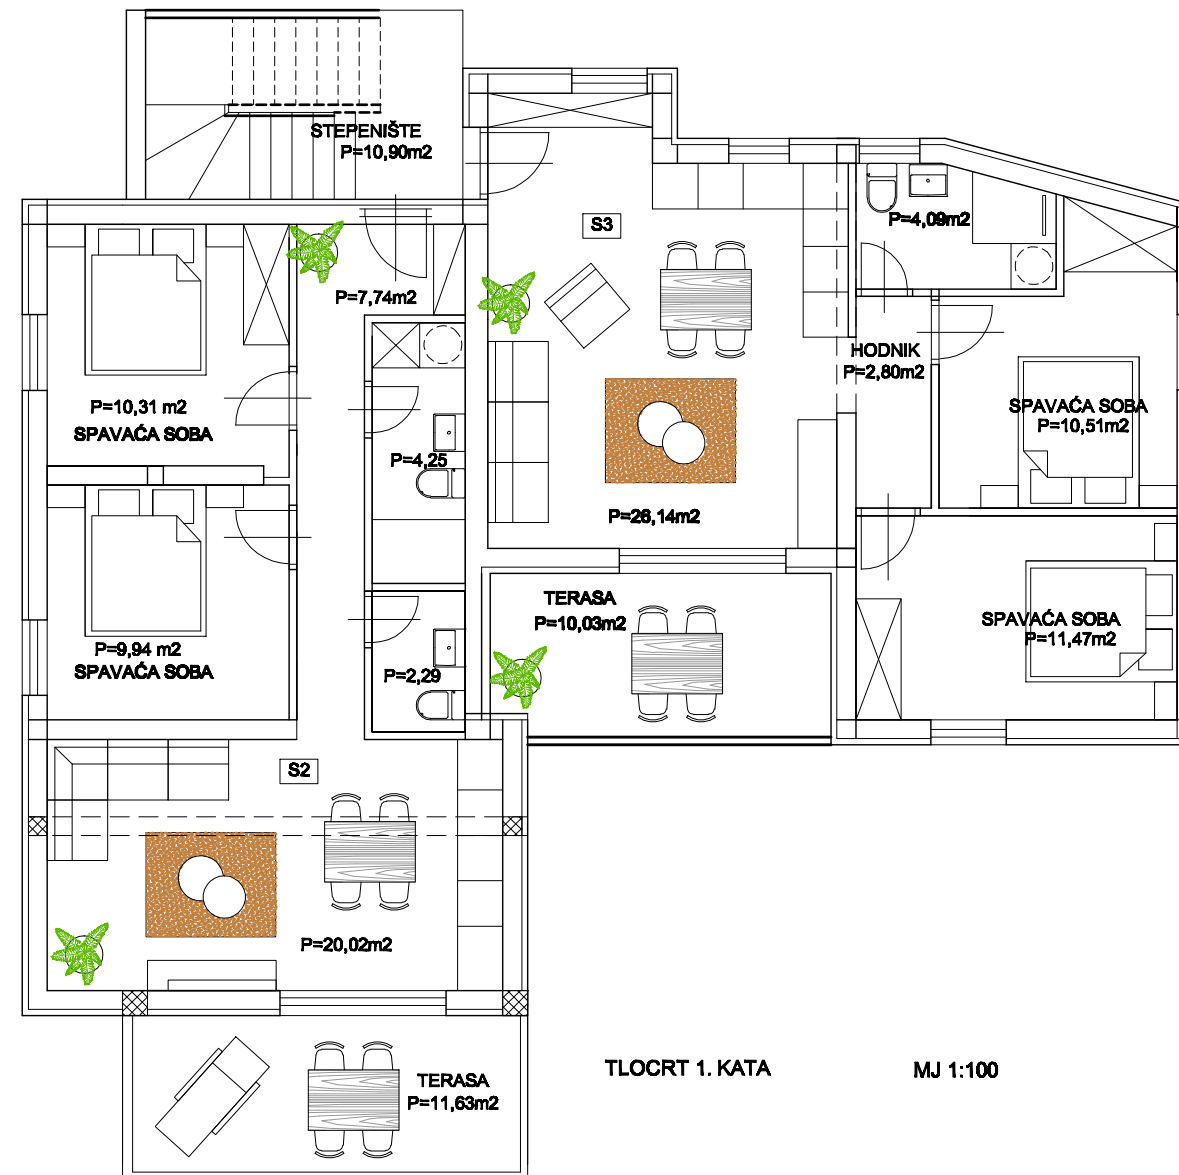 STEPENIŠTE
P=10,90m2
S3
P=4,09m2
P=7,74m2
HODNIK
P=2,80m2
P=10,31 m2
SPAVAĆA SOBA
SPAVAĆA SOBA
P=10,51m2
P=4,25
P=26,14m2
TERASA
P=10,03m2
SPAVAĆA SOBA
P=11,47m2
P=9,94 m2
SPAVAĆA SOBA
P=2,29
S2
P=20,02m2
TERASA
P=11,63m2
TLOCRT 1. KATA
MJ 1:100